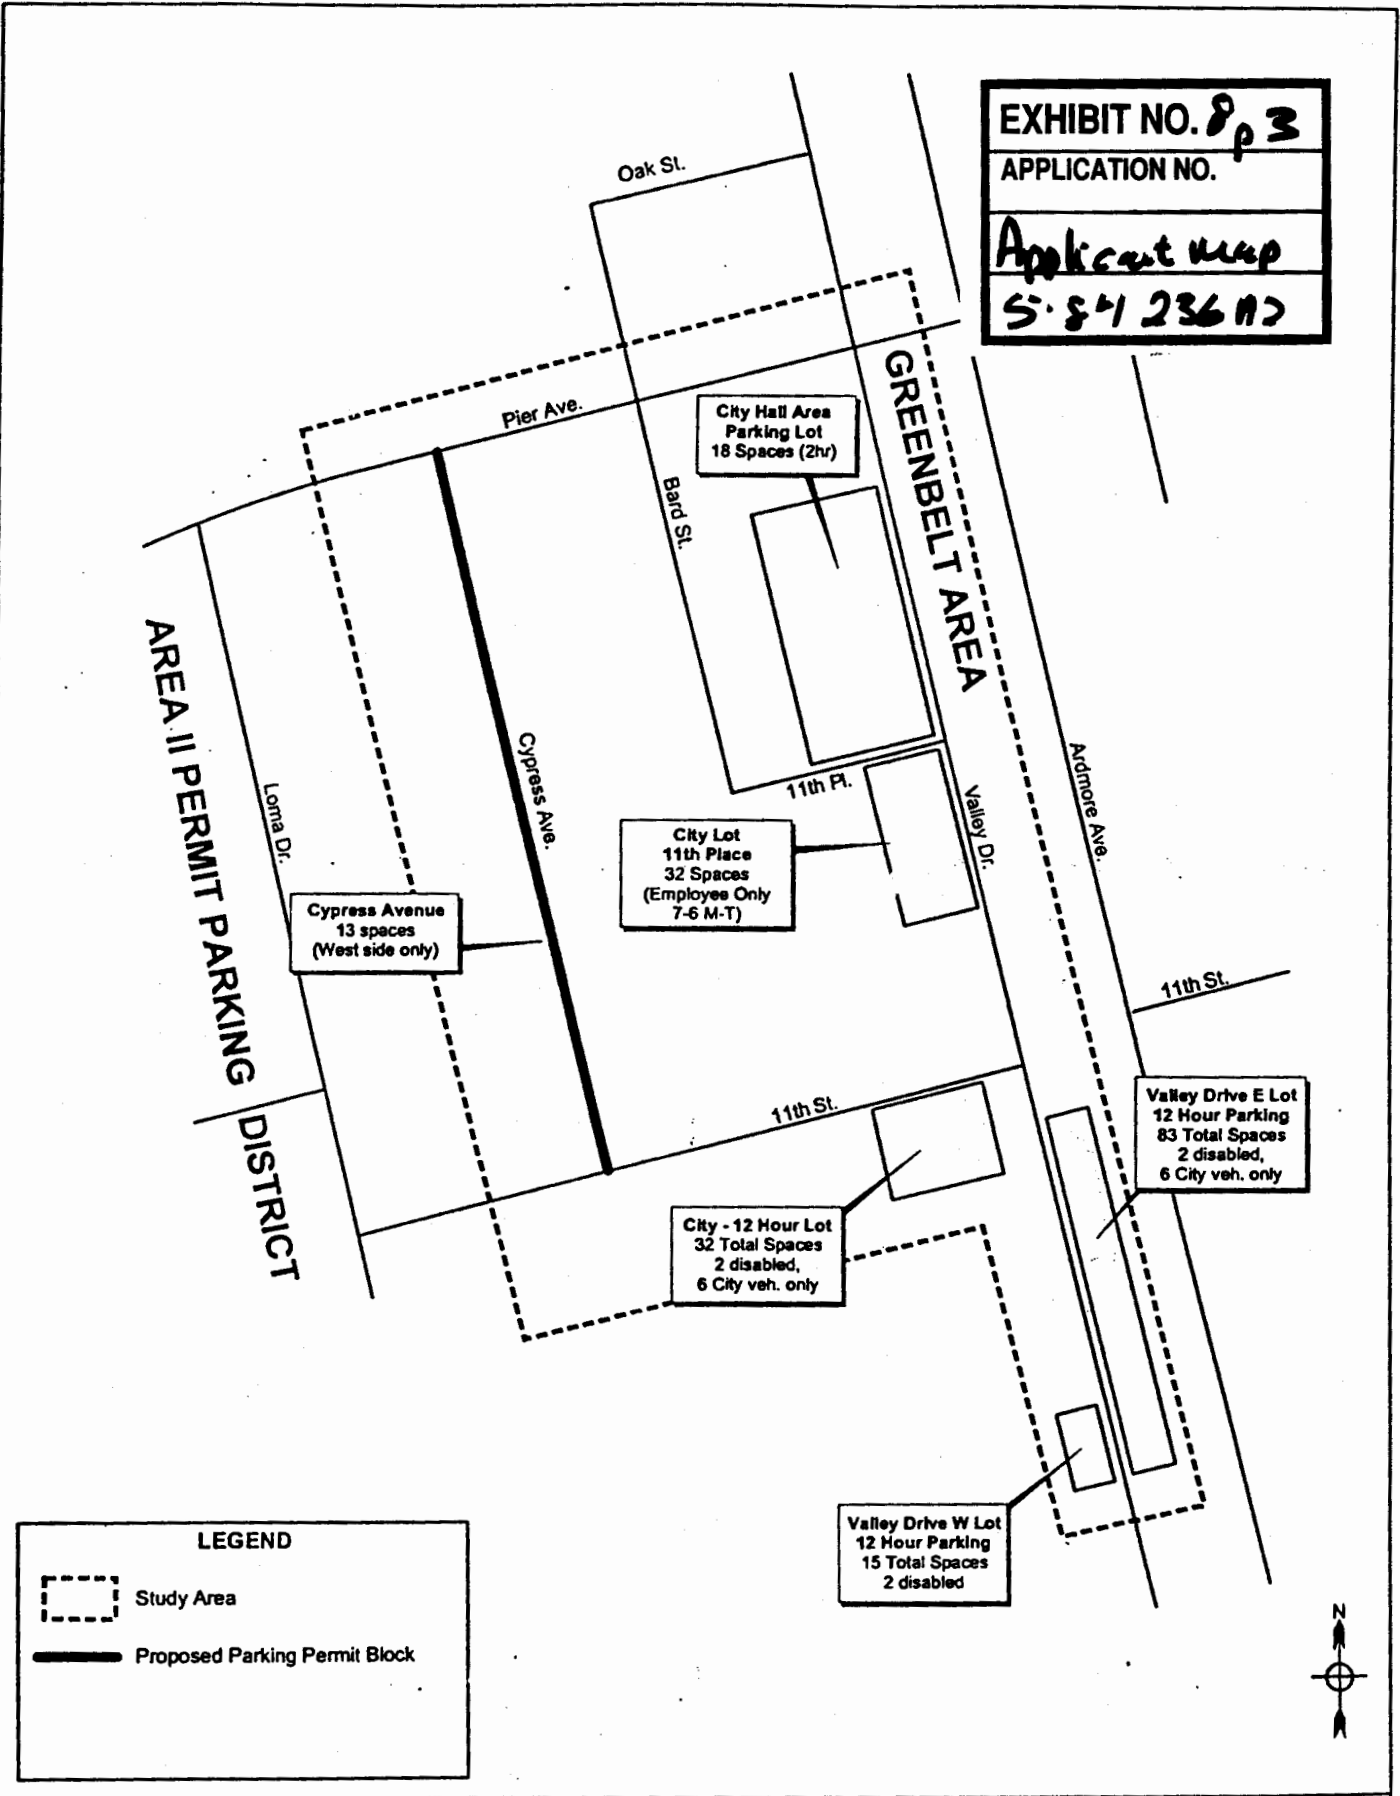 EXHIBIT NO. 8 p 3
APPLICATION NO.
Applicant map
5-84 236 A2
Oak St.
Pier Ave.
City Hall Area
Parking Lot
18 Spaces (2hr)
GREENBELT AREA
Bard St.
AREA II PERMIT PARKING DISTRICT
Loma Dr.
Cypress Ave.
11th Pl.
Valley Dr.
Ardmore Ave.
City Lot
11th Place
32 Spaces
(Employee Only
7-6 M-T)
Cypress Avenue
13 spaces
(West side only)
11th St.
11th St.
Valley Drive E Lot
12 Hour Parking
83 Total Spaces
2 disabled,
6 City veh. only
City - 12 Hour Lot
32 Total Spaces
2 disabled,
6 City veh. only
Valley Drive W Lot
12 Hour Parking
15 Total Spaces
2 disabled
LEGEND
Study Area
Proposed Parking Permit Block
N